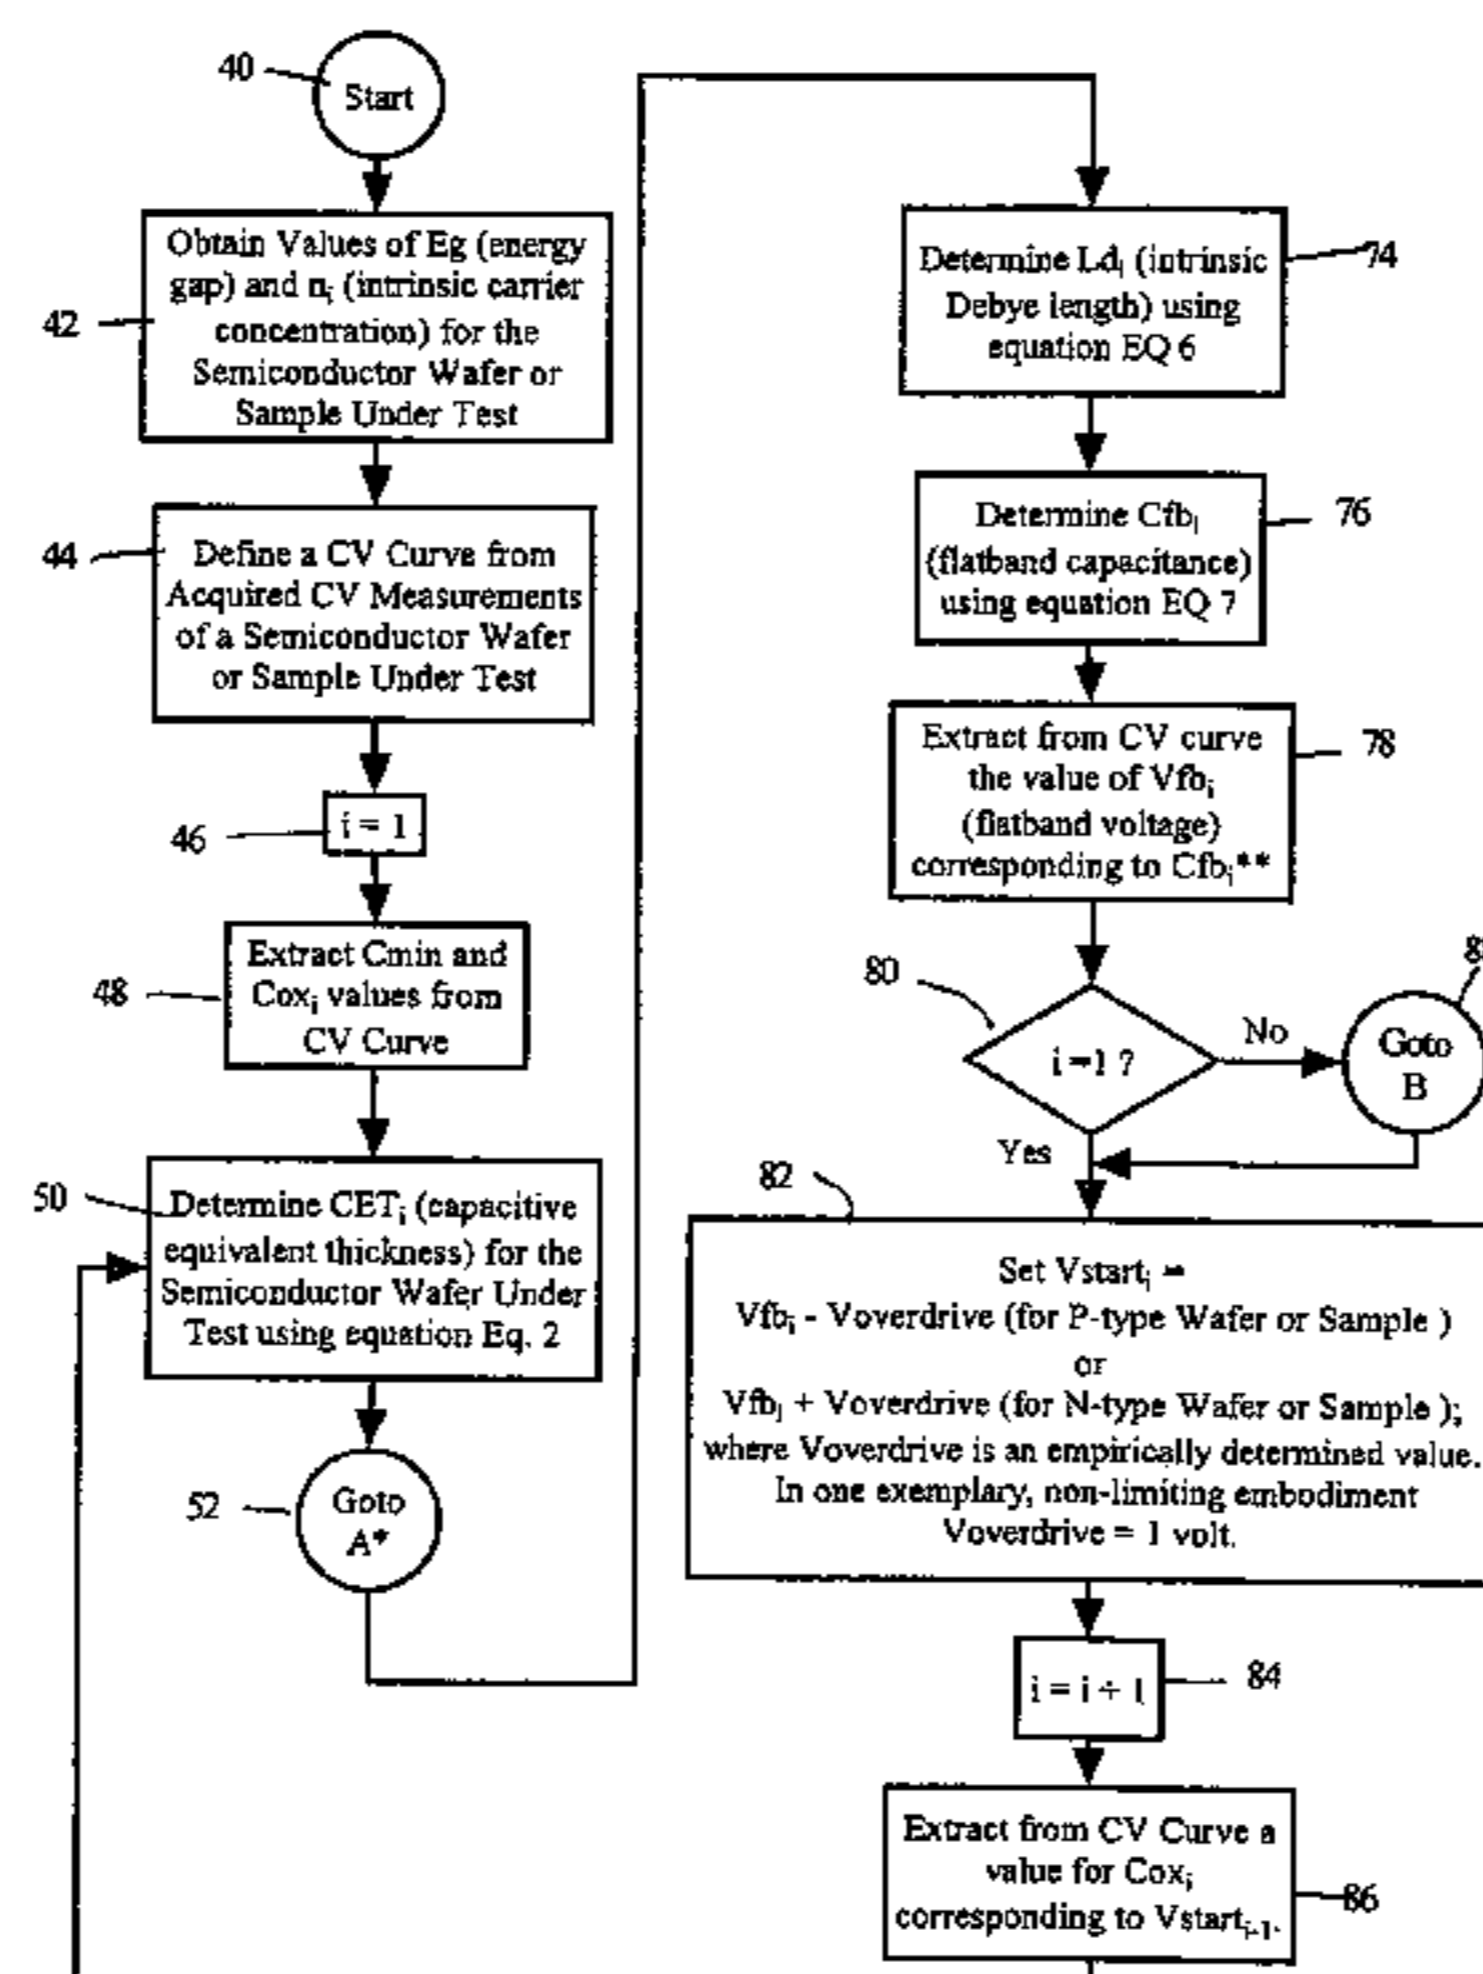 40
Start
Obtain Values of Eg (energy
gap) and nᵢ (intrinsic carrier
concentration) for the
Semiconductor Wafer or
Sample Under Test
42
44
Define a CV Curve from
Acquired CV Measurements
of a Semiconductor Wafer
or Sample Under Test
46
i = 1
48
Extract Cmin and
Coxᵢ values from
CV Curve
50
Determine CETᵢ (capacitive
equivalent thickness) for the
Semiconductor Wafer Under
Test using equation Eq. 2
52
Goto
A*
Determine Ldᵢ (intrinsic
Debye length) using
equation EQ 6
74
Determine Cfbᵢ
(flatband capacitance)
using equation EQ 7
76
Extract from CV curve
the value of Vfbᵢ
(flatband voltage)
corresponding to Cfbᵢ**
78
80
i = 1 ?
No
Goto
B
Yes
82
Set Vstartᵢ =
Vfbᵢ - Voverdrive (for P-type Wafer or Sample )
or
Vfbᵢ + Voverdrive (for N-type Wafer or Sample );
where Voverdrive is an empirically determined value.
In one exemplary, non-limiting embodiment
Voverdrive = 1 volt.
i = i + 1
84
Extract from CV Curve a
value for Coxᵢ
corresponding to Vstartᵢ₋₁.
86